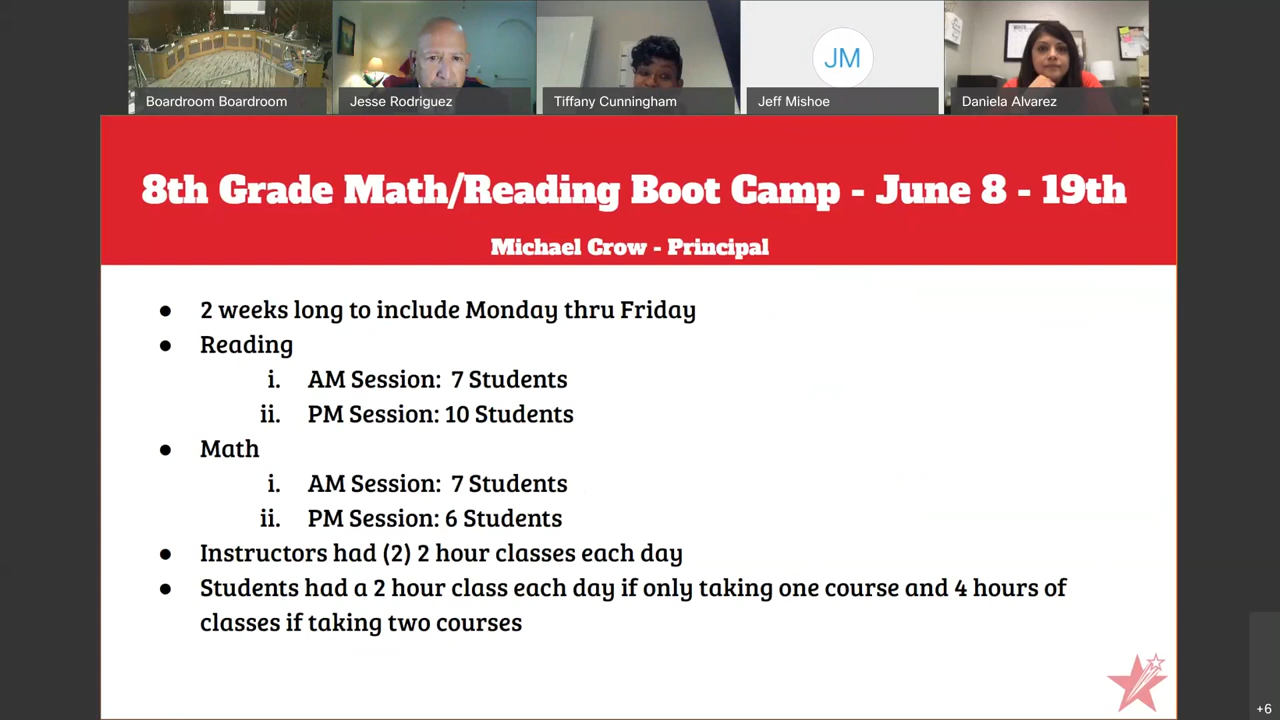 Boardroom Boardroom
Jesse Rodriguez
Tiffany Cunningham
JM
Jeff Mishoe
Daniela Alvarez
8th Grade Math/Reading Boot Camp - June 8 - 19th
Michael Crow - Principal
● 2 weeks long to include Monday thru Friday
● Reading
i. AM Session: 7 Students
ii. PM Session: 10 Students
● Math
i. AM Session: 7 Students
ii. PM Session: 6 Students
● Instructors had (2) 2 hour classes each day
● Students had a 2 hour class each day if only taking one course and 4 hours of
classes if taking two courses
+6